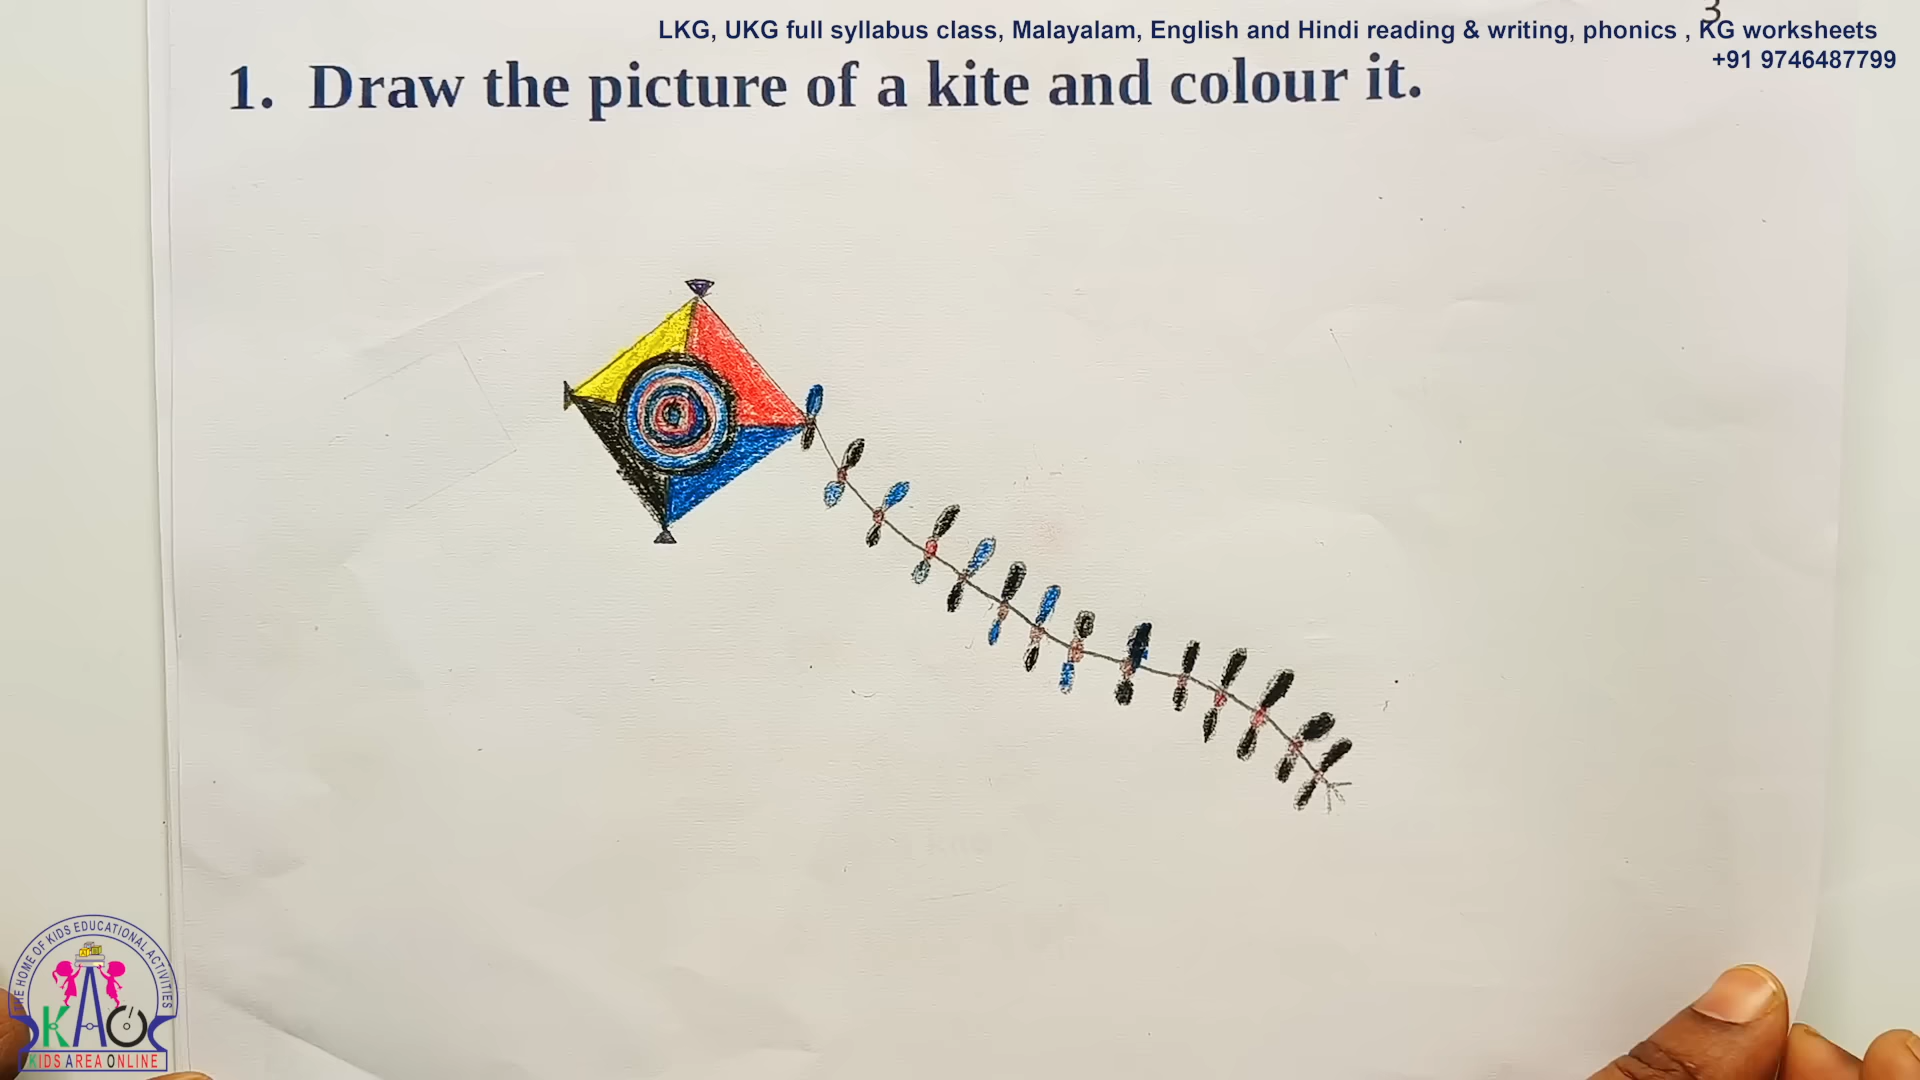 3
LKG, UKG full syllabus class, Malayalam, English and Hindi reading & writing, phonics , KG worksheets
+91 9746487799
1. Draw the picture of a kite and colour it.
THE HOME OF KIDS EDUCATIONAL ACTIVITIES
KAO
KIDS AREA ONLINE